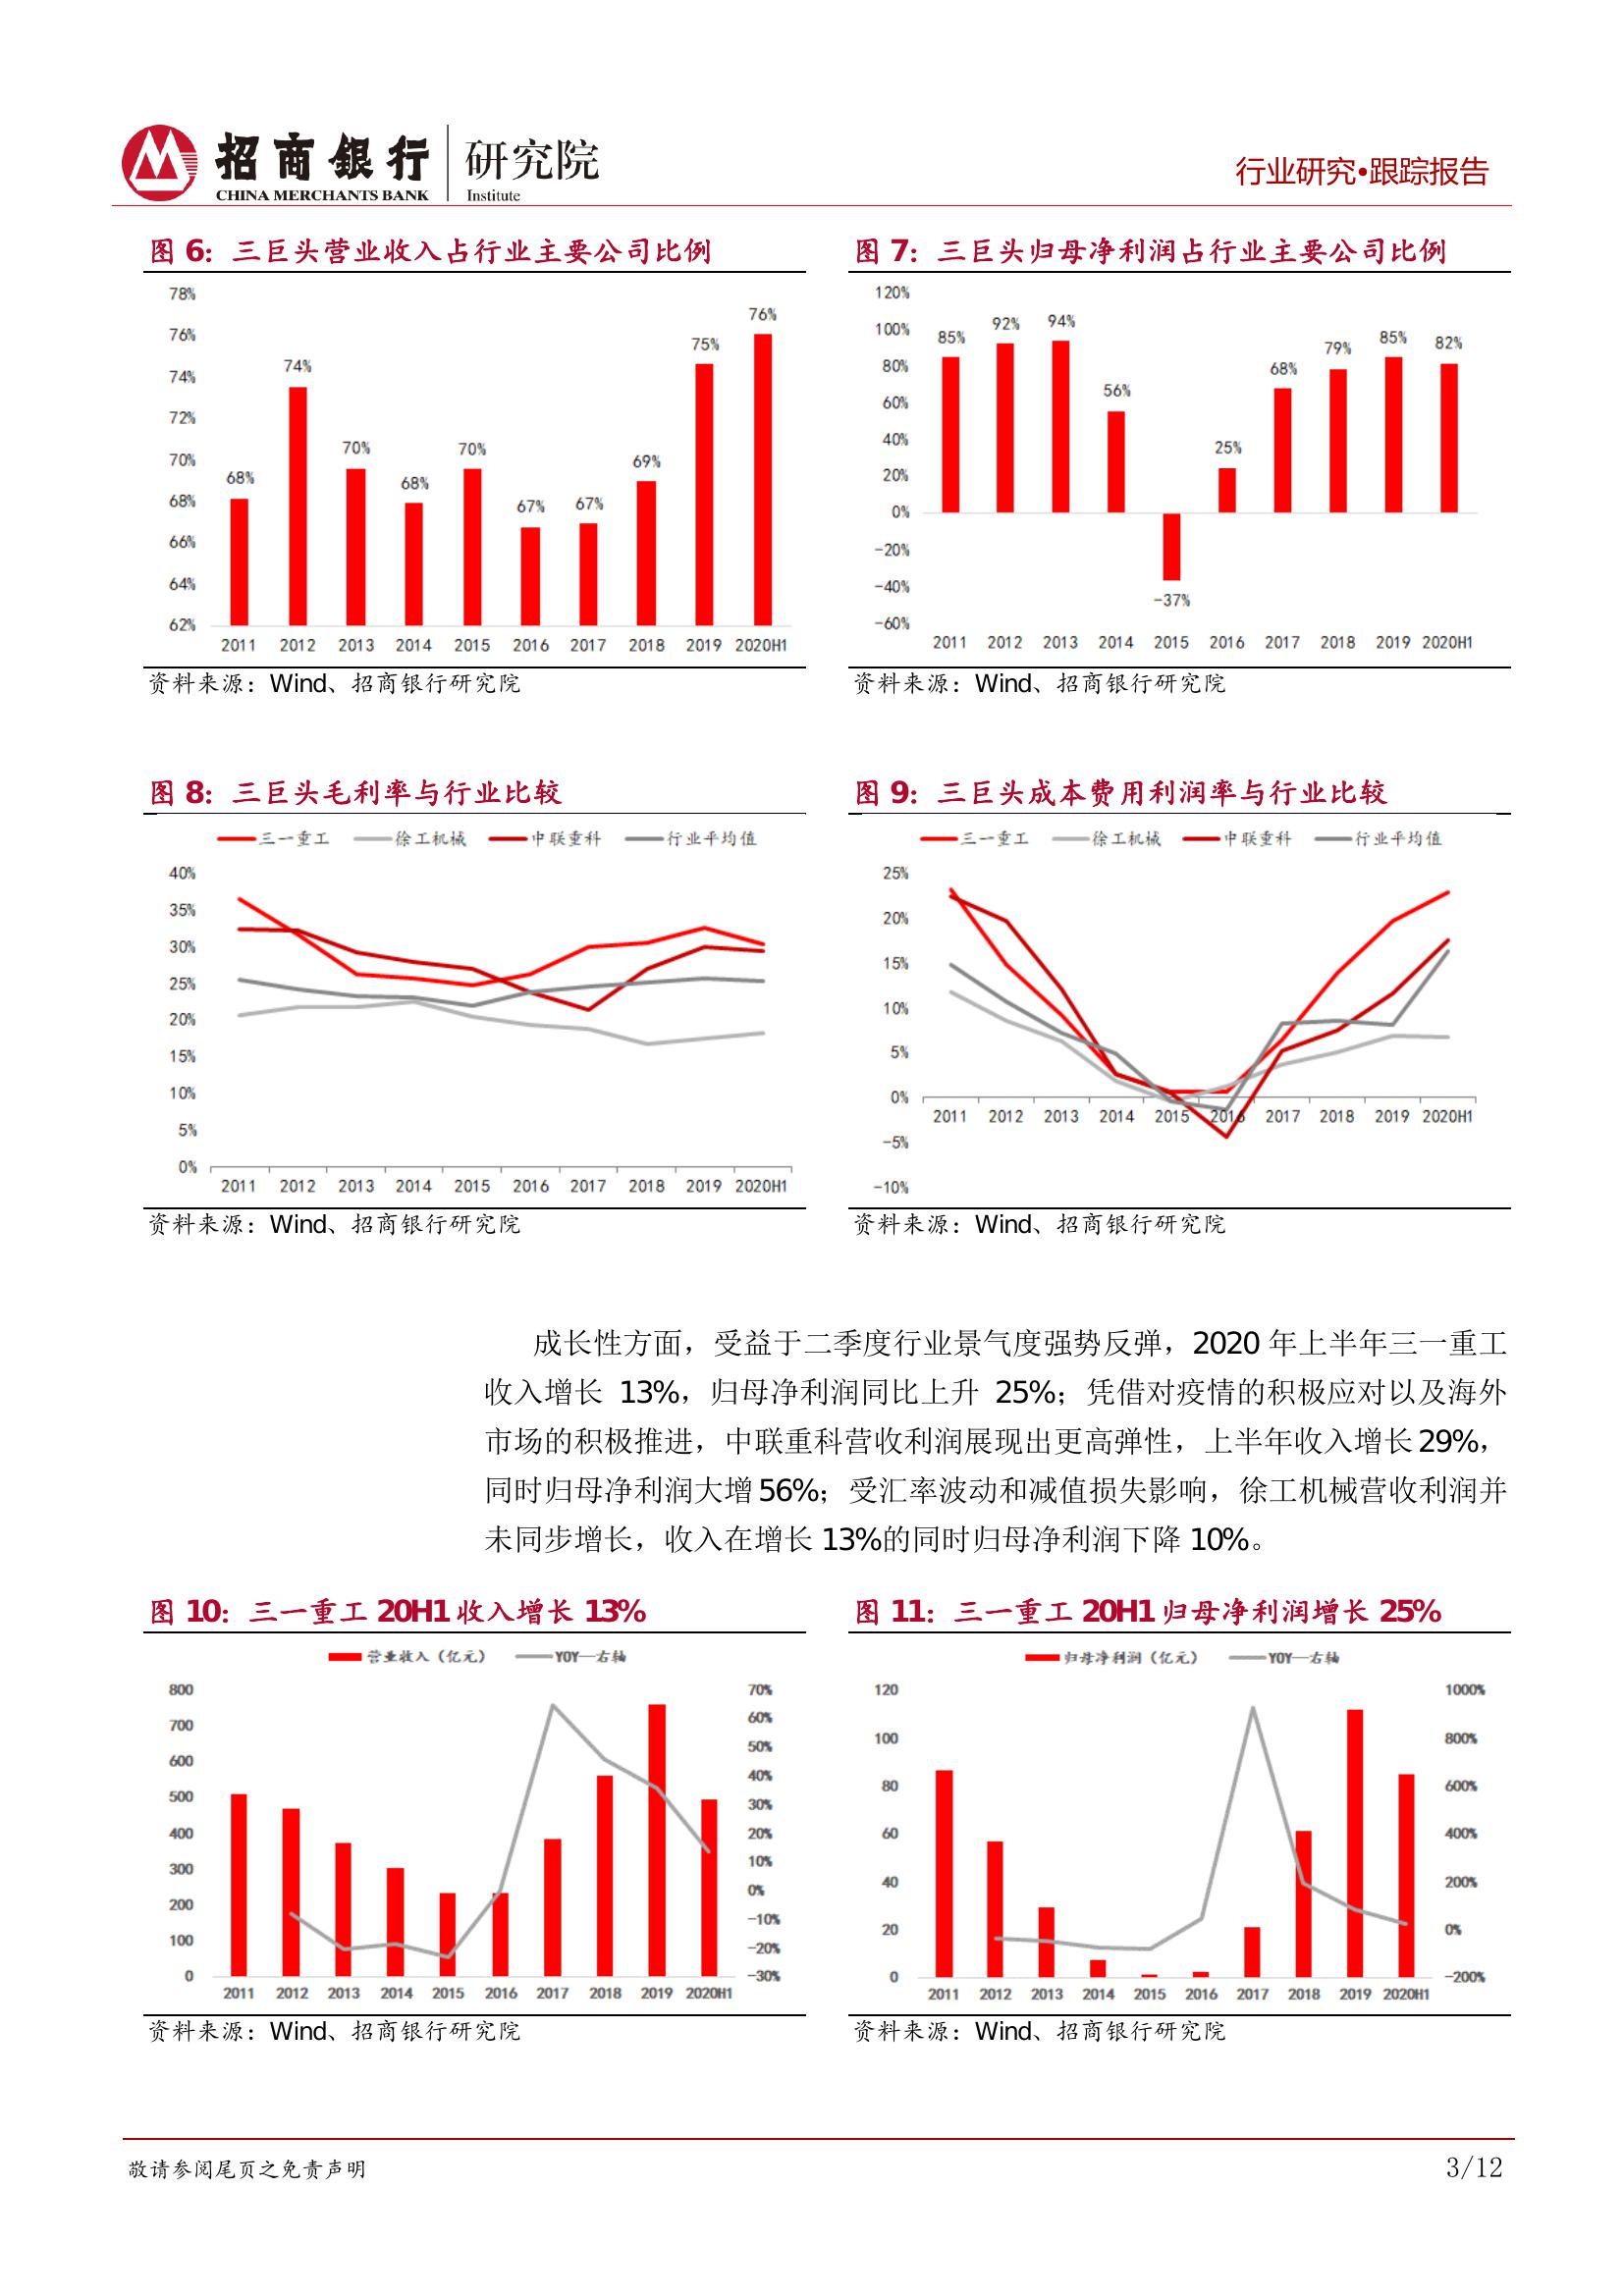 招商銀行 研究院
CHINA MERCHANTS BANK Institute
行业研究•跟踪报告
图 6：三巨头营业收入占行业主要公司比例
78%
76%
74%
72%
70%
68%
66%
64%
62%
68%
74%
70%
68%
70%
67%
67%
69%
75%
76%
2011 2012 2013 2014 2015 2016 2017 2018 2019 2020H1
资料来源：Wind、招商银行研究院
图 7：三巨头归母净利润占行业主要公司比例
120%
100%
80%
60%
40%
20%
0%
-20%
-40%
-60%
85%
92%
94%
56%
-37%
25%
68%
79%
85%
82%
2011 2012 2013 2014 2015 2016 2017 2018 2019 2020H1
资料来源：Wind、招商银行研究院
图 8：三巨头毛利率与行业比较
三一重工 徐工机械 中联重科 行业平均值
40%
35%
30%
25%
20%
15%
10%
5%
0%
2011 2012 2013 2014 2015 2016 2017 2018 2019 2020H1
资料来源：Wind、招商银行研究院
图 9：三巨头成本费用利润率与行业比较
三一重工 徐工机械 中联重科 行业平均值
25%
20%
15%
10%
5%
0%
-5%
-10%
2011 2012 2013 2014 2015 2016 2017 2018 2019 2020H1
资料来源：Wind、招商银行研究院
成长性方面，受益于二季度行业景气度强势反弹，2020 年上半年三一重工
收入增长 13%，归母净利润同比上升 25%；凭借对疫情的积极应对以及海外
市场的积极推进，中联重科营收利润展现出更高弹性，上半年收入增长 29%，
同时归母净利润大增 56%；受汇率波动和减值损失影响，徐工机械营收利润并
未同步增长，收入在增长 13%的同时归母净利润下降 10%。
图 10：三一重工 20H1 收入增长 13%
营业收入（亿元） YOY—右轴
800
700
600
500
400
300
200
100
0
70%
60%
50%
40%
30%
20%
10%
0%
-10%
-20%
-30%
2011 2012 2013 2014 2015 2016 2017 2018 2019 2020H1
资料来源：Wind、招商银行研究院
图 11：三一重工 20H1 归母净利润增长 25%
归母净利润（亿元） YOY—右轴
120
100
80
60
40
20
0
1000%
800%
600%
400%
200%
0%
-200%
2011 2012 2013 2014 2015 2016 2017 2018 2019 2020H1
资料来源：Wind、招商银行研究院
敬请参阅尾页之免责声明
3/12